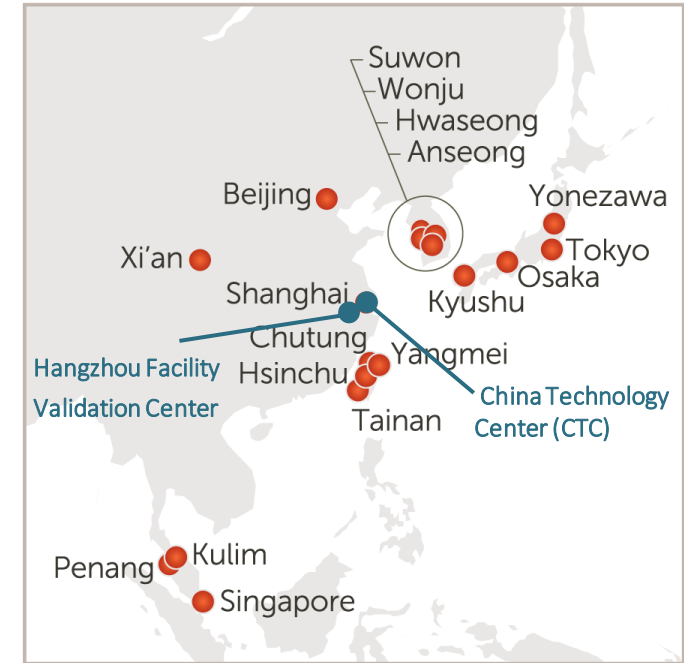 Suwon
Wonju
Hwaseong
Anseong
Beijing
Yonezawa
Xi’an
Tokyo
Osaka
Shanghai
Kyushu
Chutung
Yangmei
Hangzhou Facility
Validation Center
Hsinchu
China Technology
Center (CTC)
Tainan
Kulim
Penang
Singapore